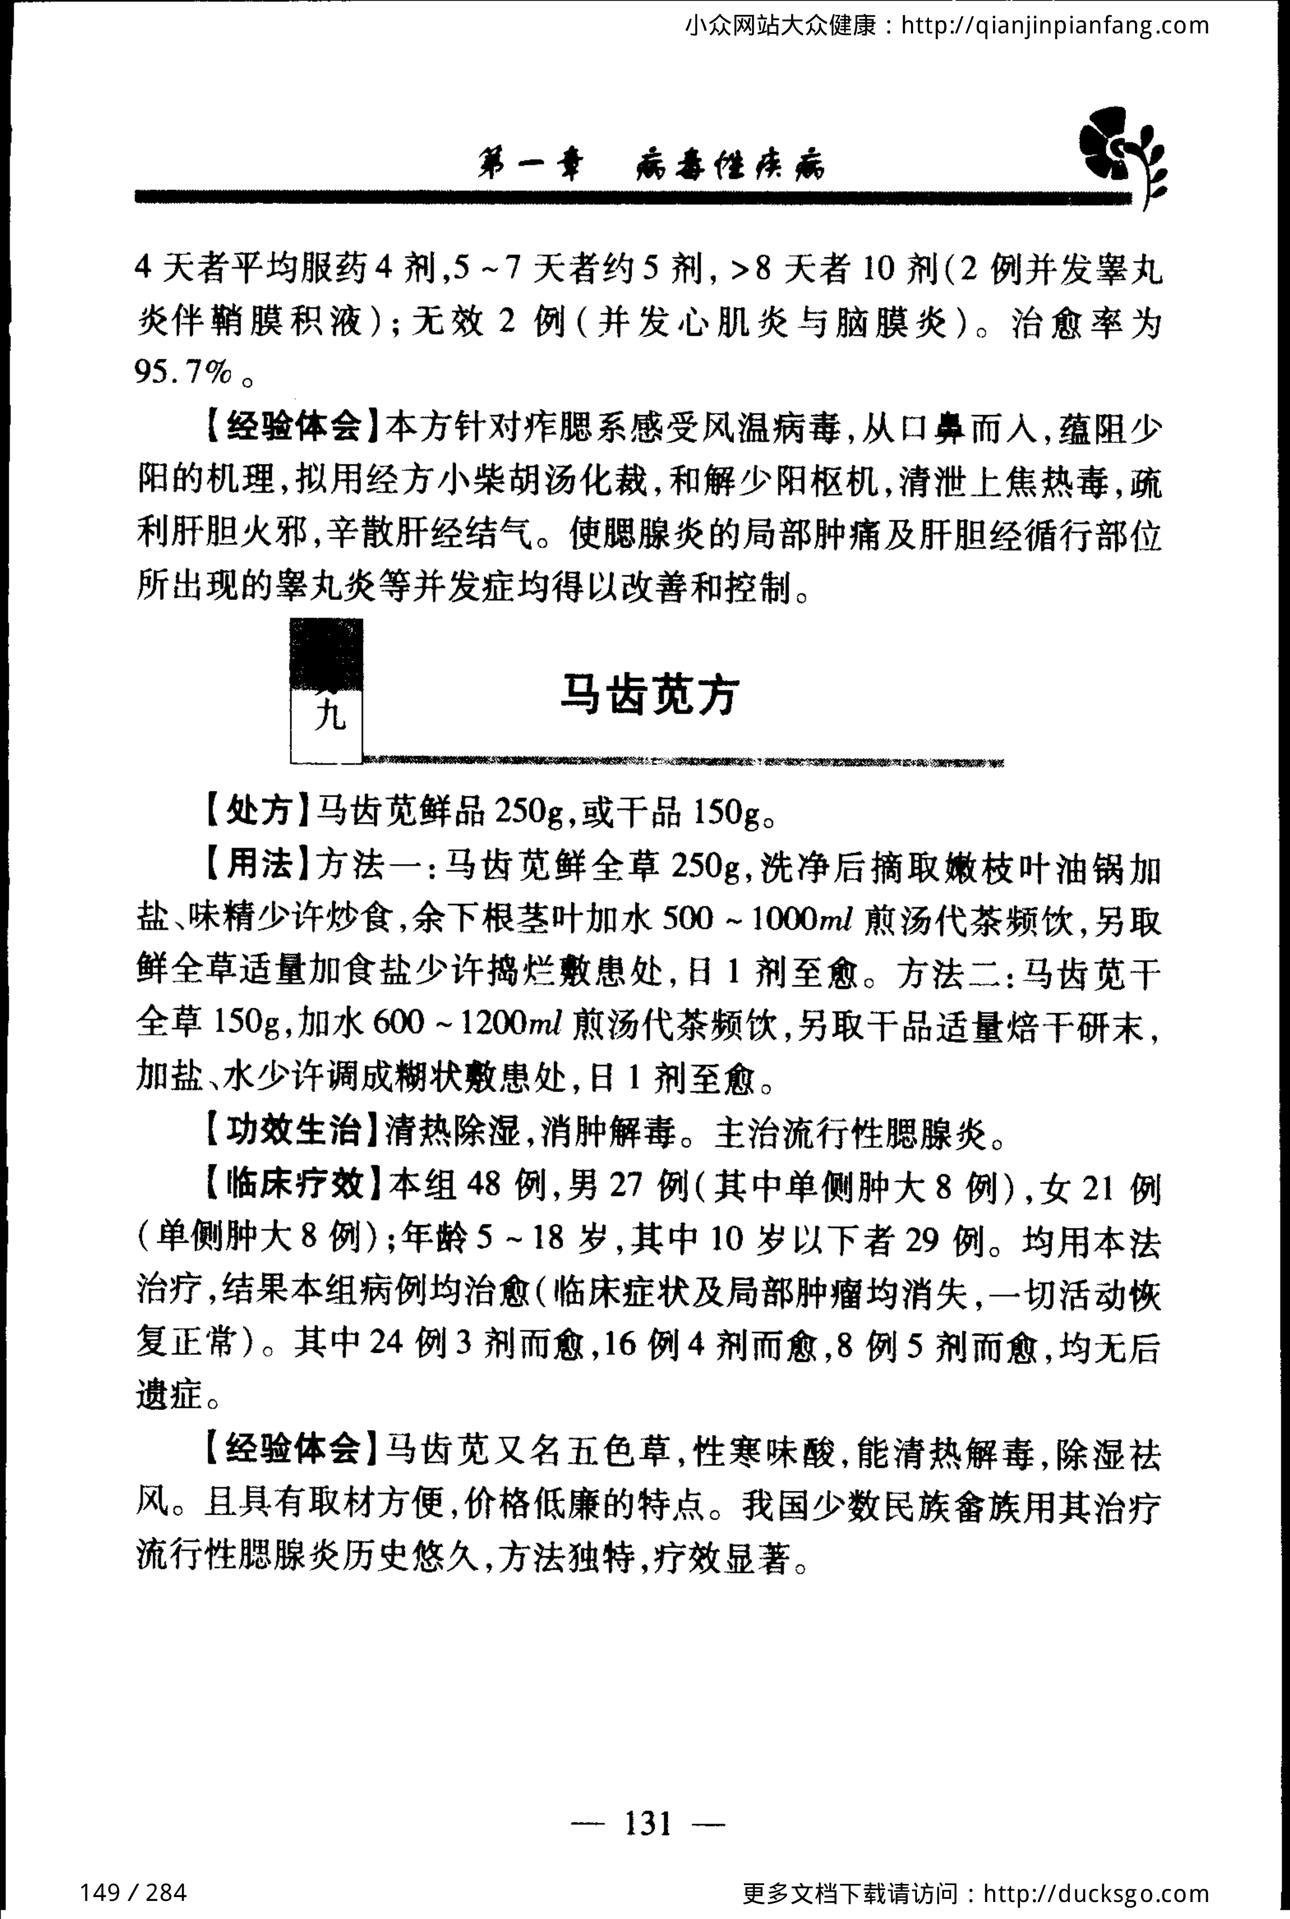 小众网站大众健康：http://qianjinpianfang.com
第一章 病毒性疾病
4 天者平均服药 4 剂,5 ~ 7 天者约 5 剂, >8 天者 10 剂(2 例并发睾丸
炎伴鞘膜积液);无效 2 例(并发心肌炎与脑膜炎)。治愈率为
95.7%。
【经验体会】本方针对痄腮系感受风温病毒,从口鼻而入,蕴阻少
阳的机理,拟用经方小柴胡汤化裁,和解少阳枢机,清泄上焦热毒,疏
利肝胆火邪,辛散肝经结气。使腮腺炎的局部肿痛及肝胆经循行部位
所出现的睾丸炎等并发症均得以改善和控制。
九
马齿苋方
【处方】马齿苋鲜品 250g,或干品 150g。
【用法】方法一:马齿苋鲜全草 250g,洗净后摘取嫩枝叶油锅加
盐、味精少许炒食,余下根茎叶加水 500 ~ 1000ml 煎汤代茶频饮,另取
鲜全草适量加食盐少许捣烂敷患处,日 1 剂至愈。方法二:马齿苋干
全草 150g,加水 600 ~ 1200ml 煎汤代茶频饮,另取干品适量焙干研末,
加盐、水少许调成糊状敷患处,日 1 剂至愈。
【功效生治】清热除湿,消肿解毒。主治流行性腮腺炎。
【临床疗效】本组 48 例,男 27 例(其中单侧肿大 8 例),女 21 例
(单侧肿大 8 例);年龄 5 ~ 18 岁,其中 10 岁以下者 29 例。均用本法
治疗,结果本组病例均治愈(临床症状及局部肿瘤均消失,一切活动恢
复正常)。其中 24 例 3 剂而愈,16 例 4 剂而愈,8 例 5 剂而愈,均无后
遗症。
【经验体会】马齿苋又名五色草,性寒味酸,能清热解毒,除湿祛
风。且具有取材方便,价格低廉的特点。我国少数民族畲族用其治疗
流行性腮腺炎历史悠久,方法独特,疗效显著。
— 131 —
149 / 284
更多文档下载请访问：http://ducksgo.com